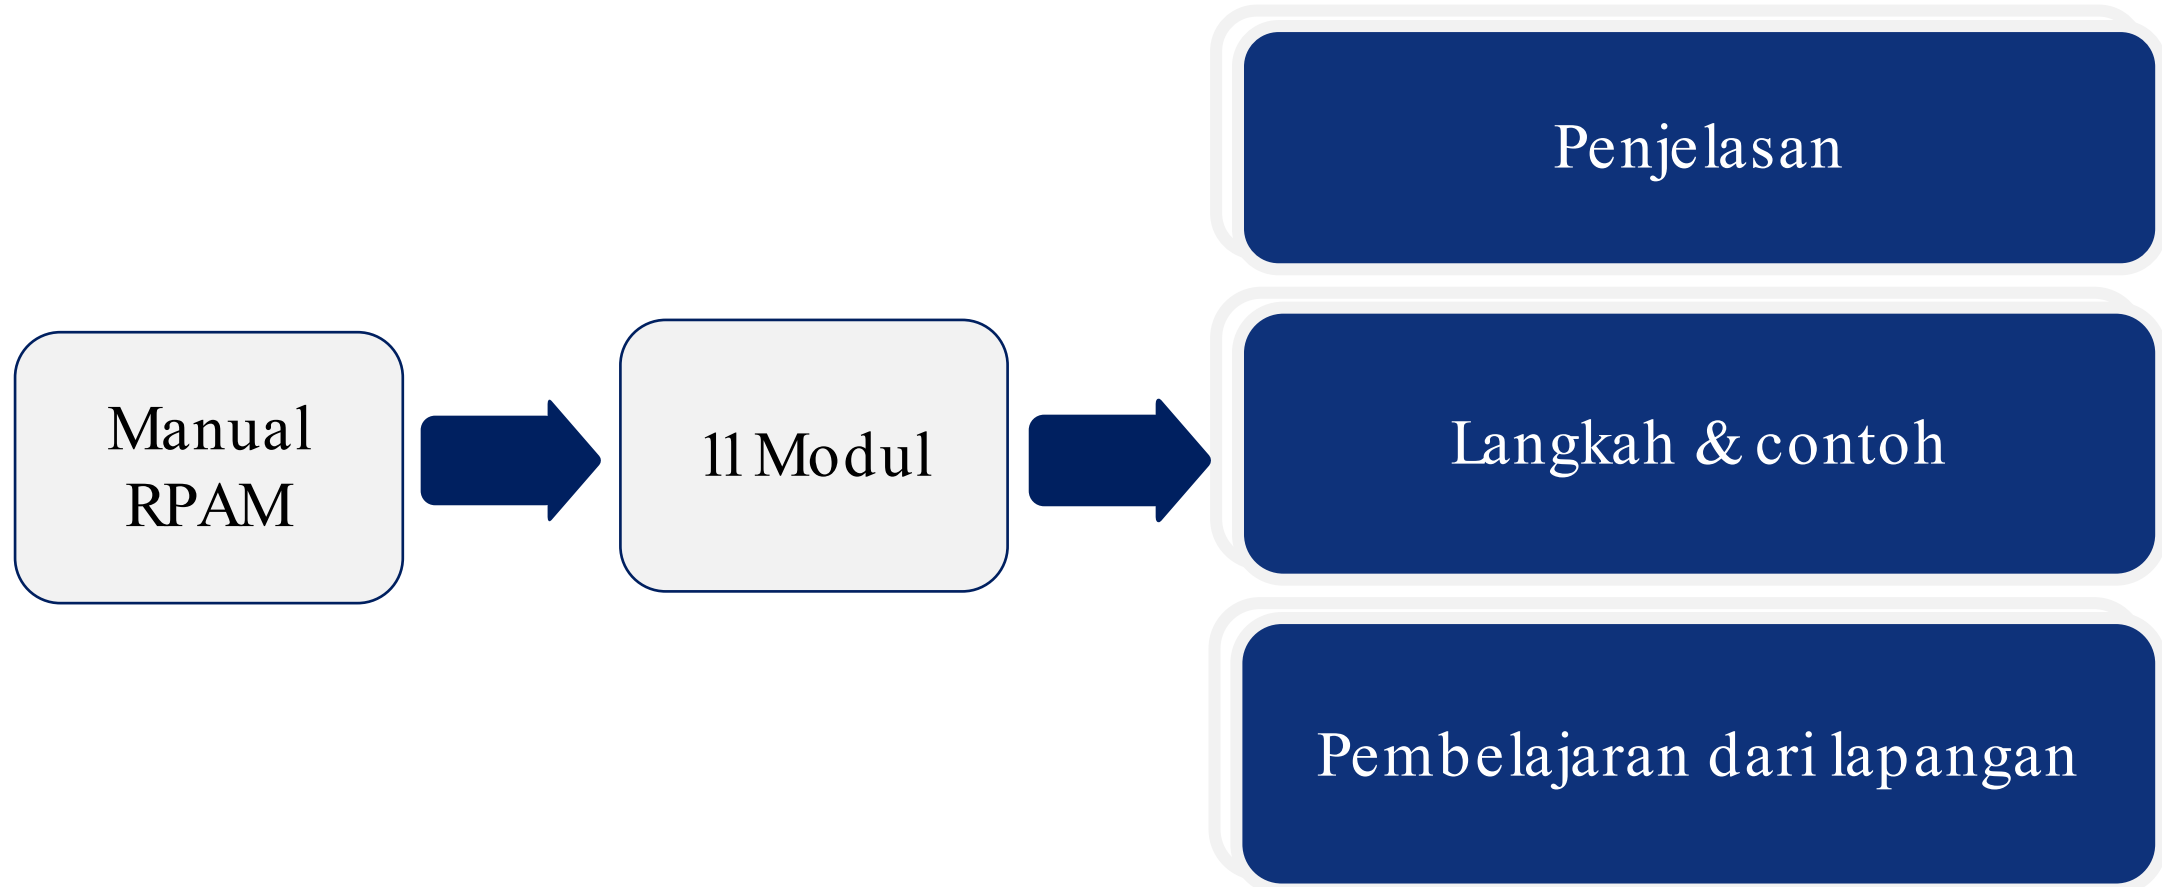 Penjelasan
Manual
RPAM
11 Modul
Langkah & contoh
Pembelajaran dari lapangan